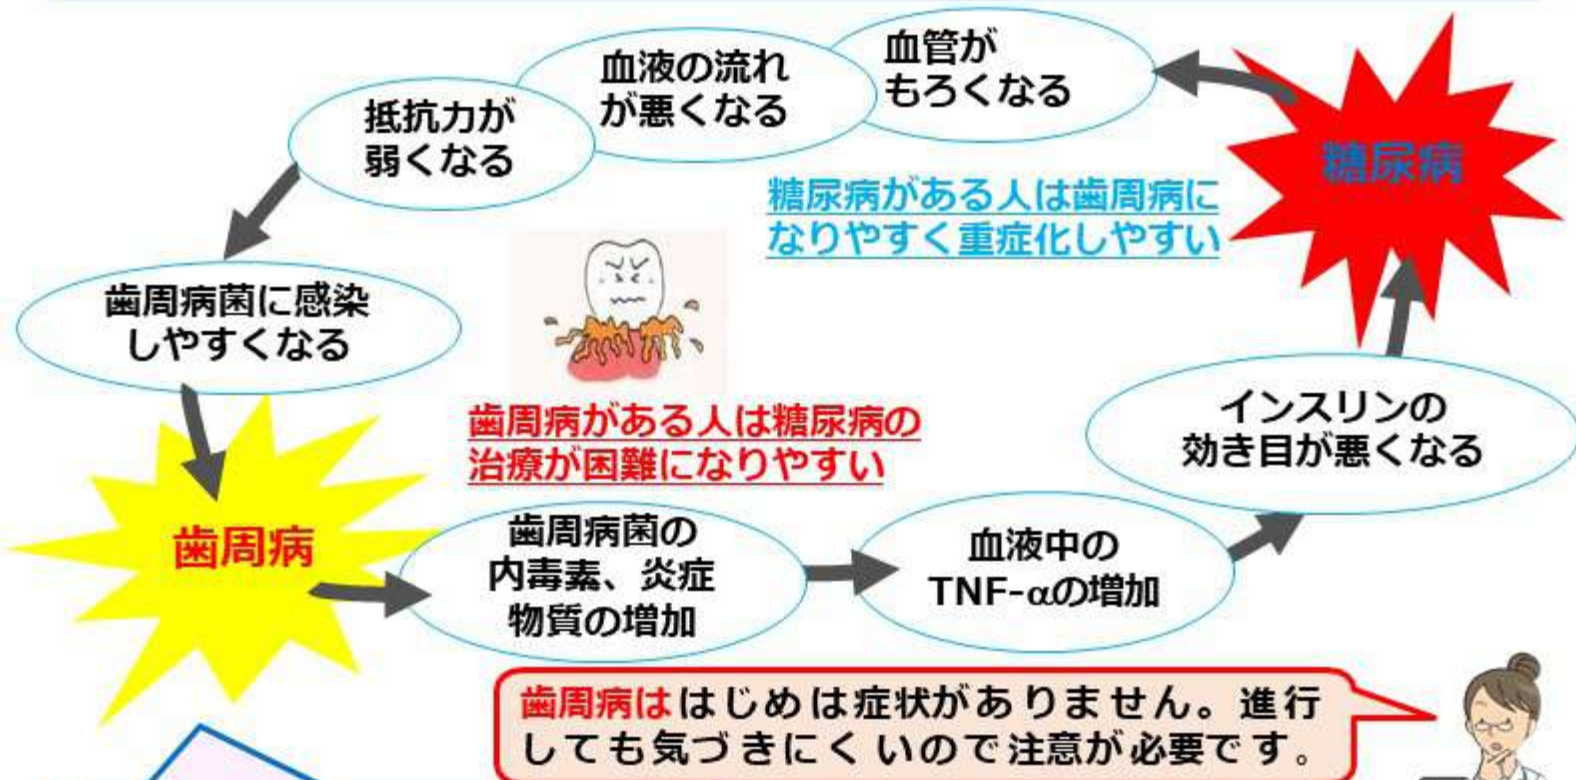 血管が
もろくなる
血液の流れ
が悪くなる
抵抗力が
弱くなる
糖尿病
糖尿病がある人は歯周病に
なりやすく重症化しやすい
歯周病菌に感染
しやすくなる
歯周病がある人は糖尿病の
治療が困難になりやすい
インスリンの
効き目が悪くなる
歯周病
歯周病菌の
内毒素、炎症
物質の増加
血液中の
TNF-αの増加
歯周病ははじめは症状がありません。進行
しても気づきにくいので注意が必要です。